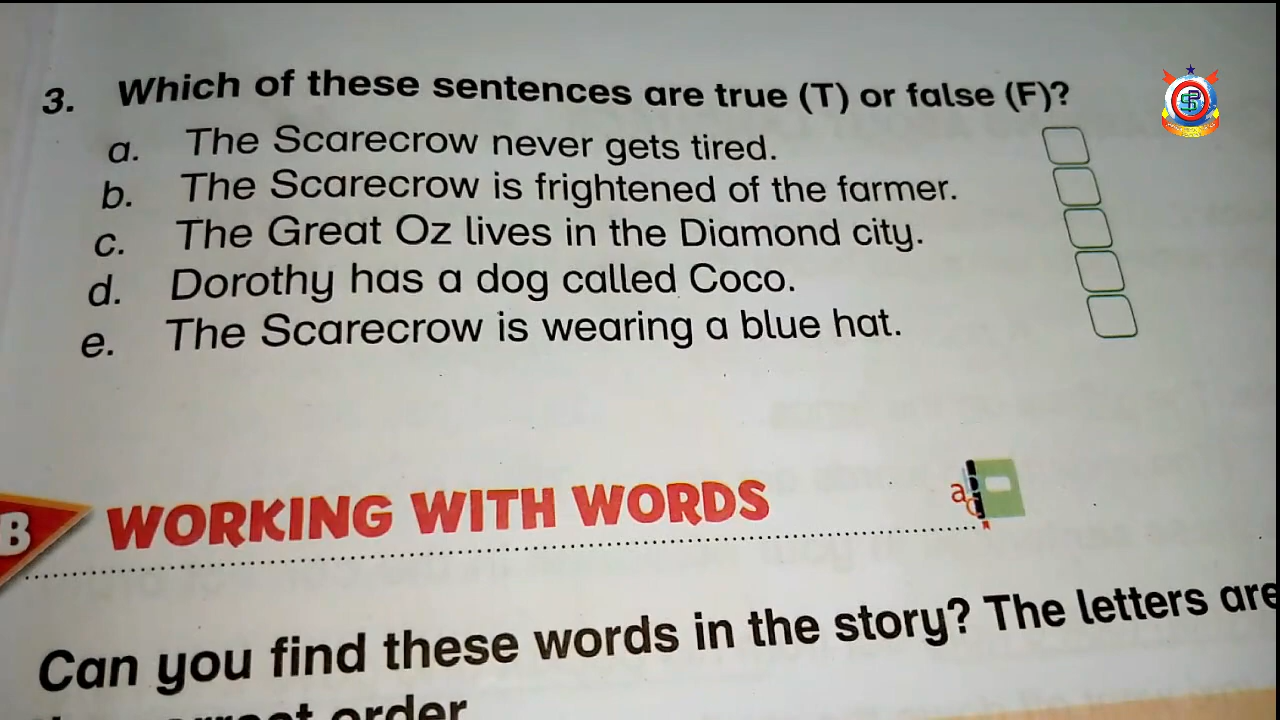 3. Which of these sentences are true (T) or false (F)?
a. The Scarecrow never gets tired.
b. The Scarecrow is frightened of the farmer.
c. The Great Oz lives in the Diamond city.
d. Dorothy has a dog called Coco.
e. The Scarecrow is wearing a blue hat.
B WORKING WITH WORDS
Can you find these words in the story? The letters are
order